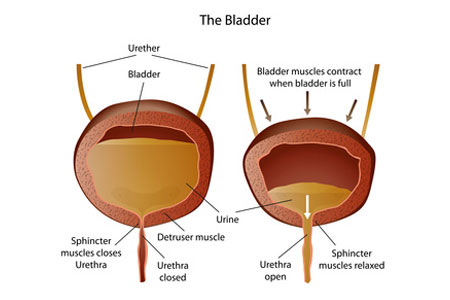 The Bladder
Urether
Bladder
Bladder muscles contract
when bladder is full
Urine
Detruser muscle
Sphincter
muscles closes
Urethra
Urethra
closed
Urethra
open
Sphincter
muscles relaxed